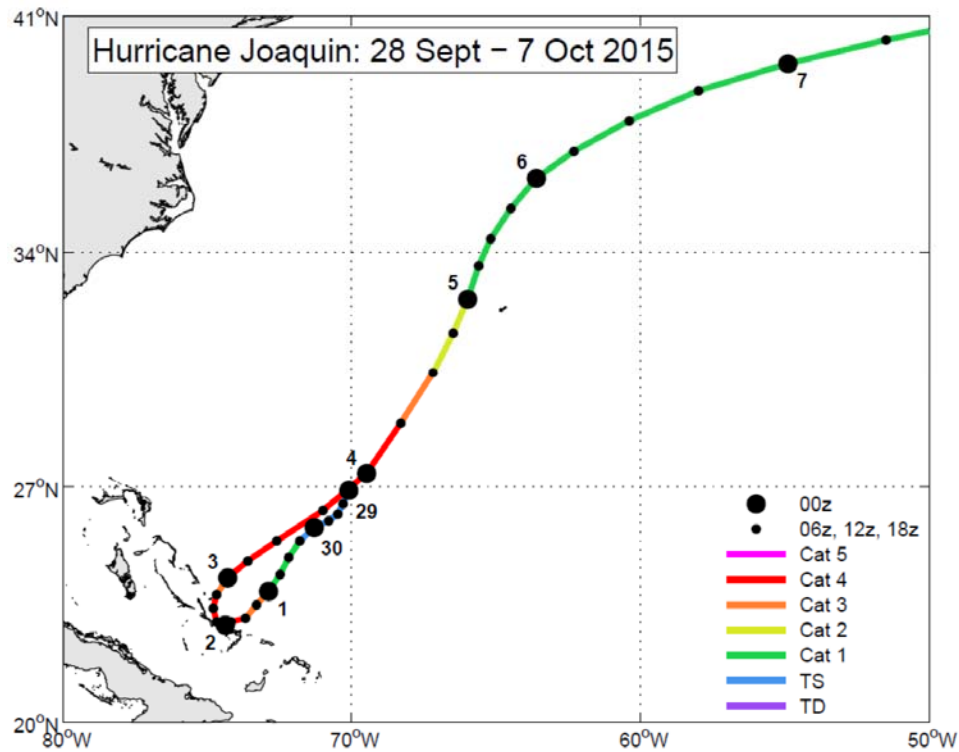 Hurricane Joaquin: 28 Sept − 7 Oct 2015
41°N
34°N
27°N
20°N
80°W
70°W
60°W
50°W
7
6
5
4
29
30
3
1
2
00z
06z, 12z, 18z
Cat 5
Cat 4
Cat 3
Cat 2
Cat 1
TS
TD